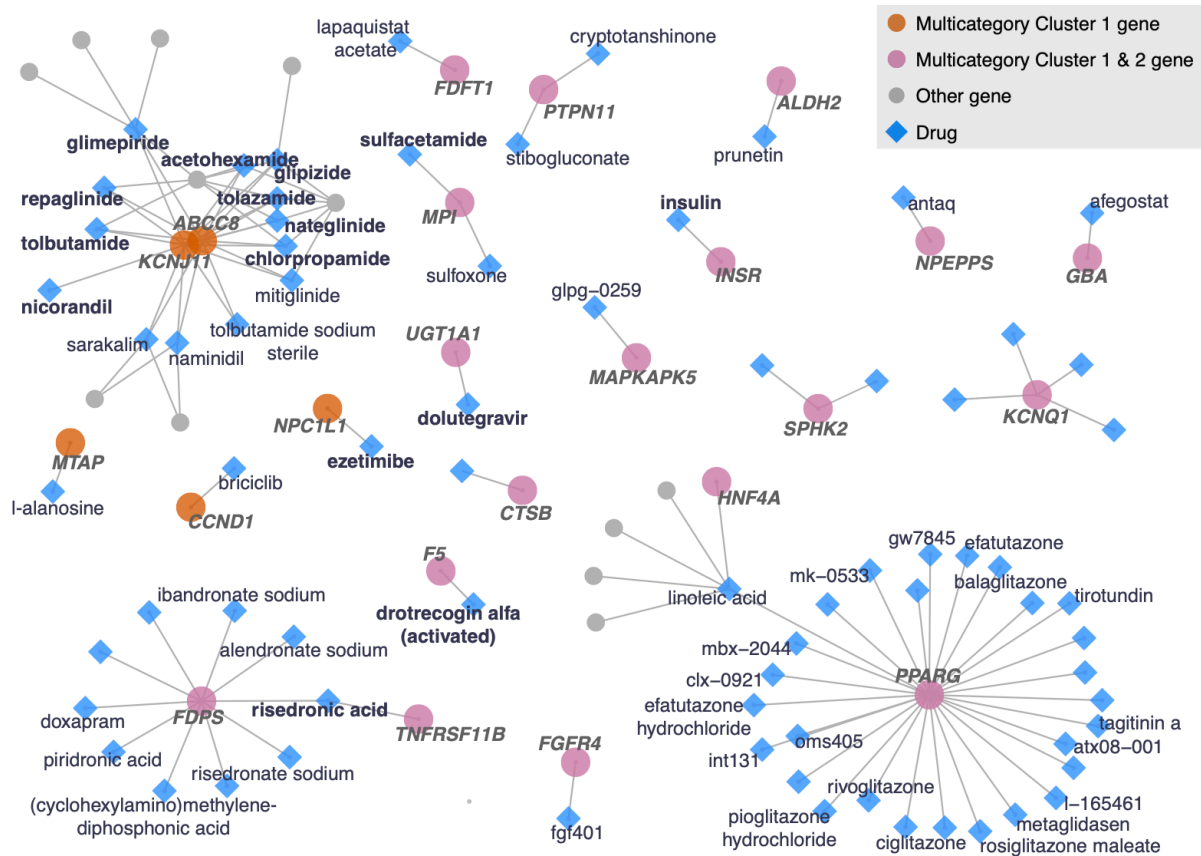 Multicategory Cluster 1 gene
Multicategory Cluster 1 & 2 gene
Other gene
Drug
lapaquistat
acetate
FDFT1
cryptotanshinone
PTPN11
stibogluconate
ALDH2
prunetin
glimepiride
acetohexamide
glipizide
repaglinide
tolazamide
ABCC8
nateglinide
tolbutamide
KCNJ11
chlorpropamide
mitiglinide
nicorandil
tolbutamide sodium
sterile
sarakalim
naminidil
sulfacetamide
MPI
sulfoxone
insulin
INSR
antaq
NPEPPS
afegostat
GBA
glpg-0259
MAPKAPK5
UGT1A1
dolutegravir
SPHK2
KCNQ1
NPC1L1
ezetimibe
MTAP
l-alanosine
briciclib
CCND1
CTSB
HNF4A
linoleic acid
F5
drotrecogin alfa
(activated)
ibandronate sodium
alendronate sodium
FDPS
risedronic acid
doxapram
TNFRSF11B
piridronic acid
risedronate sodium
(cyclohexylamino)methylene-
diphosphonic acid
FGFR4
fgf401
gw7845
efatutazone
mk-0533
balaglitazone
tirotundin
mbx-2044
clx-0921
PPARG
efatutazone
hydrochloride
tagitinin a
oms405
atx08-001
int131
rivoglitazone
l-165461
pioglitazone
hydrochloride
metaglidasen
ciglitazone
rosiglitazone maleate